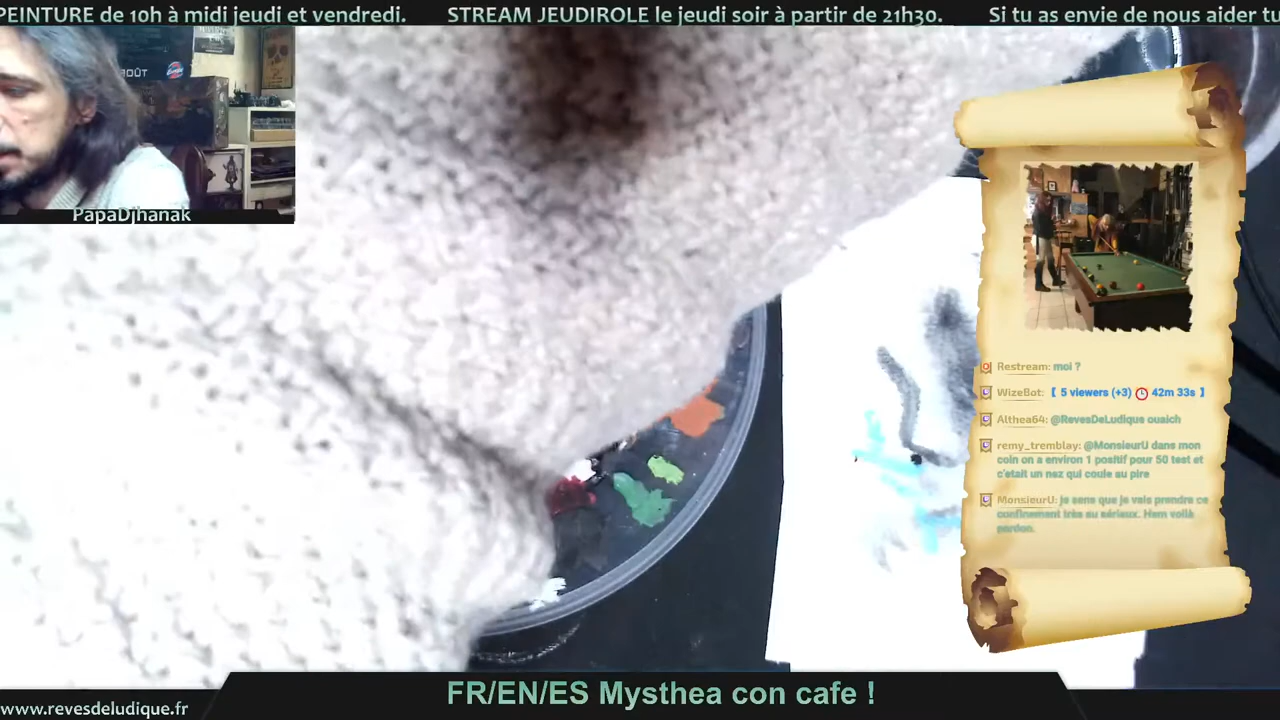 PEINTURE de 10h à midi jeudi et vendredi. STREAM JEUDIROLE le jeudi soir à partir de 21h30. Si tu as envie de nous aider tu
OÛT
PapaDjhanak
Restream: moi ?
WizeBot: 【 5 viewers (+3) 42m 33s 】
Althea64: @RevesDeLudique ouaich
remy_tremblay: @MonsieurU dans mon
coin on a environ 1 positif pour 50 test et
c'etait un nez qui coule au pire
MonsieurU: je sens que je vais prendre ce
confinement très au sérieux. Hem voilà
pardon.
FR/EN/ES Mysthea con cafe !
www.revesdeludique.fr